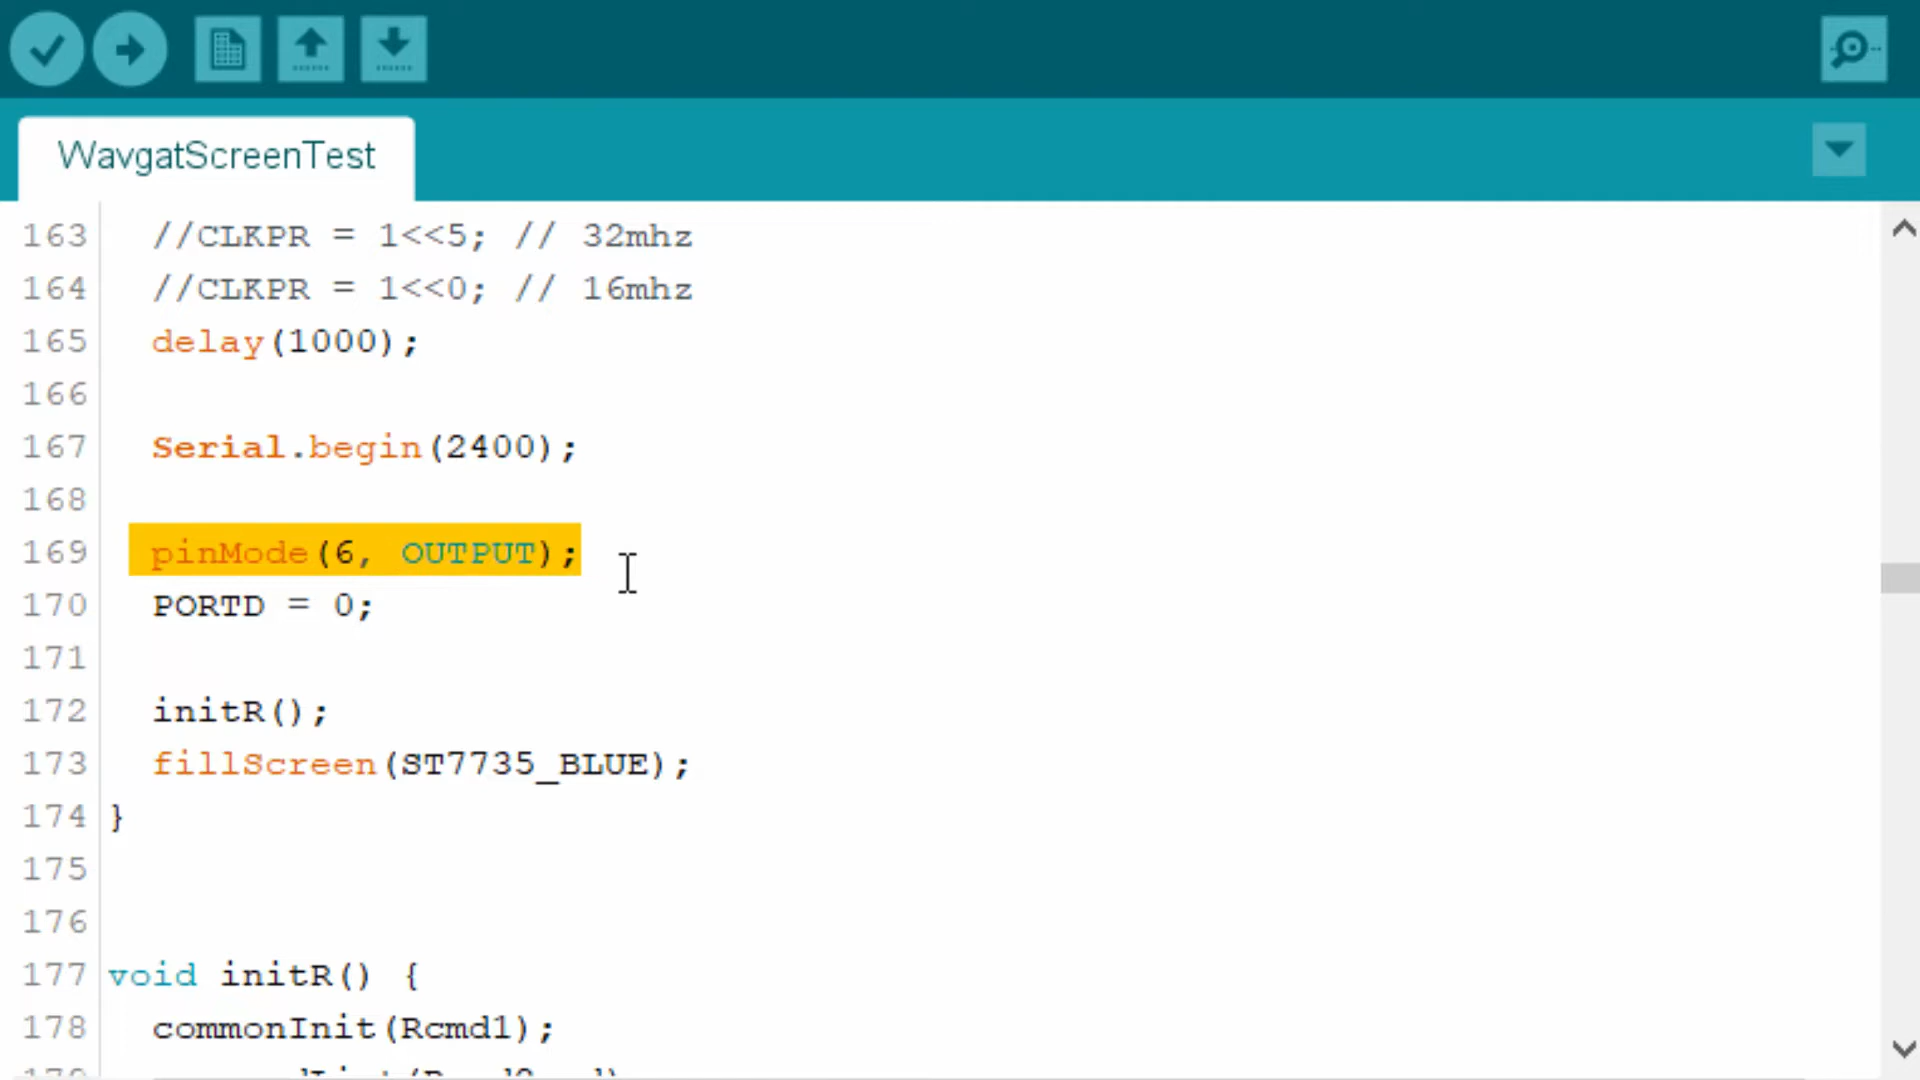 WavgatScreenTest
163 //CLKPR = 1<<5; // 32mhz
164 //CLKPR = 1<<0; // 16mhz
165 delay(1000);
166
167 Serial.begin(2400);
168
169 pinMode(6, OUTPUT);
170 PORTD = 0;
171
172 initR();
173 fillScreen(ST7735_BLUE);
174 }
175
176
177 void initR() {
178 commonInit(Rcmd1);